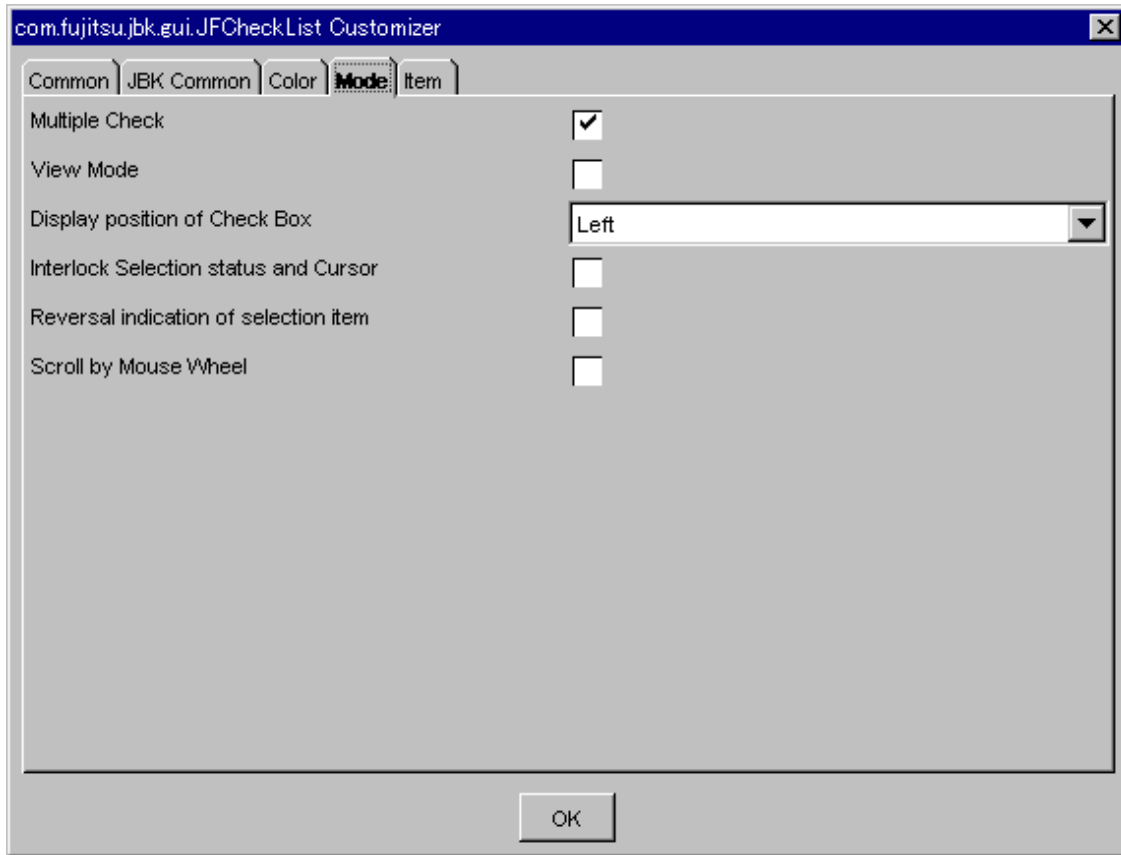 com.fujitsu.jbk.gui.JFCheckList Customizer
Common JBK Common Color Mode Item
Multiple Check
View Mode
Display position of Check Box Left
Interlock Selection status and Cursor
Reversal indication of selection item
Scroll by Mouse Wheel
OK